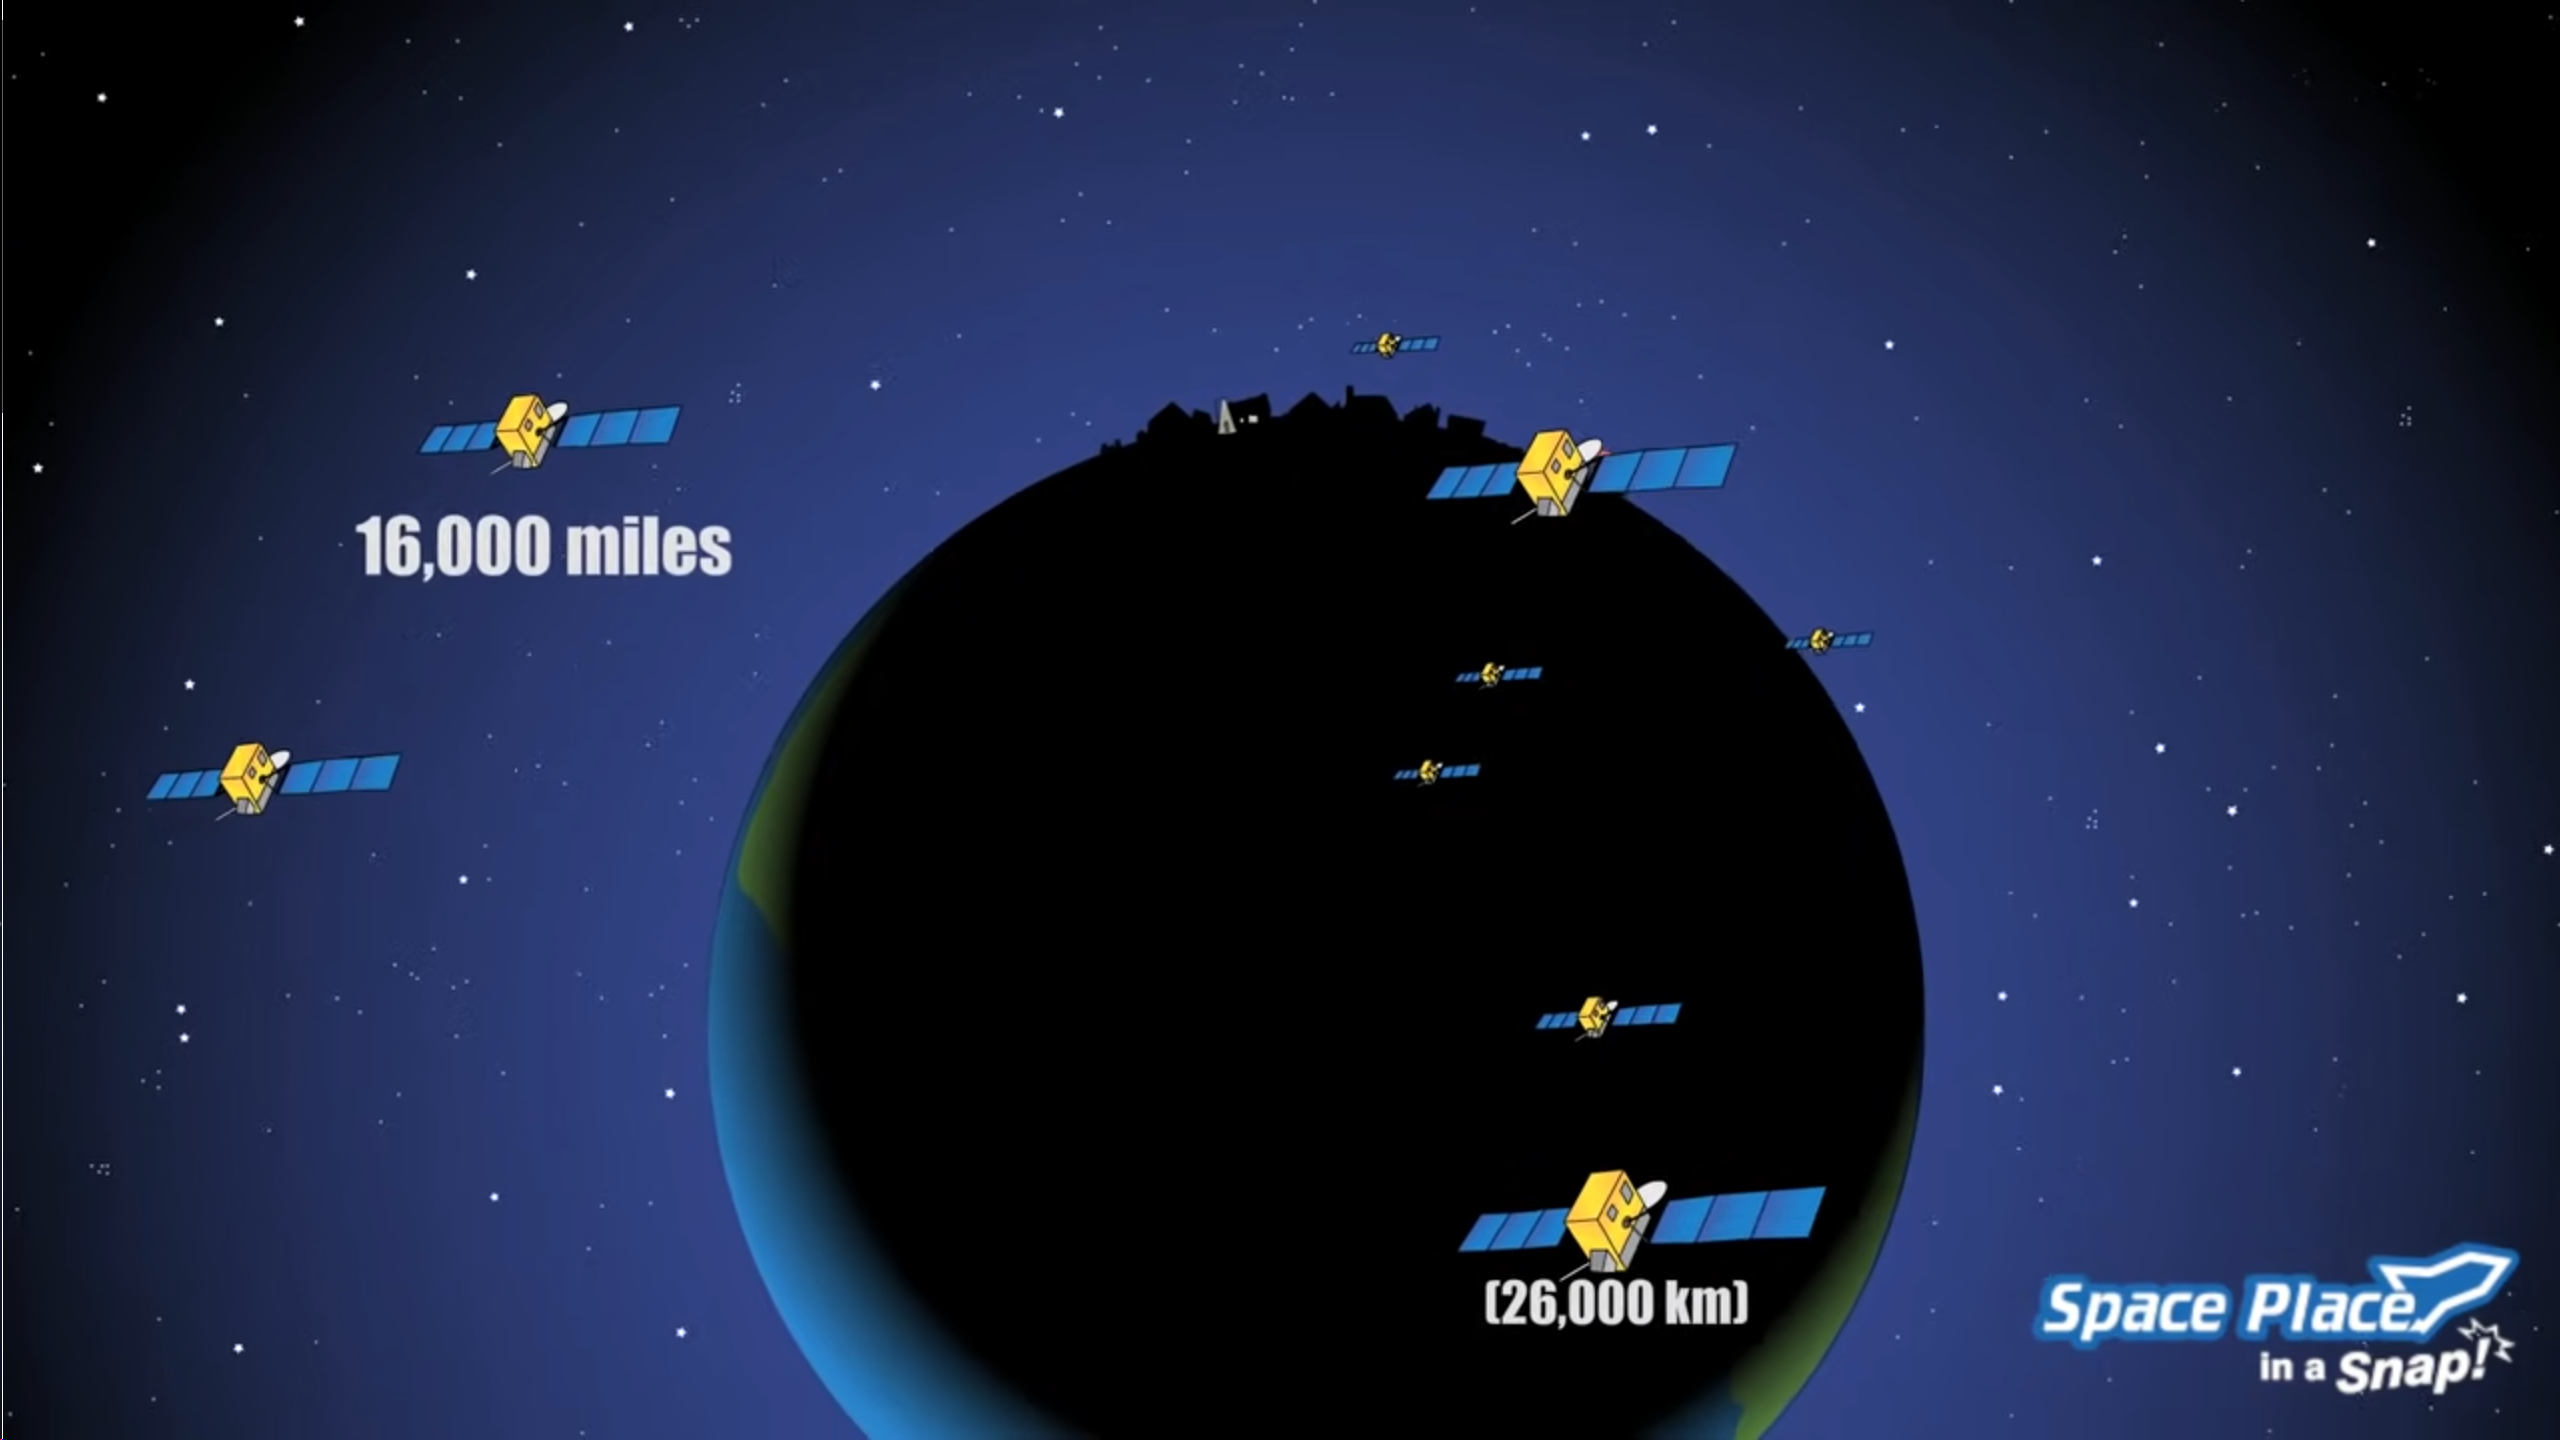 16,000 miles
(26,000 km)
Space Place
in a Snap!